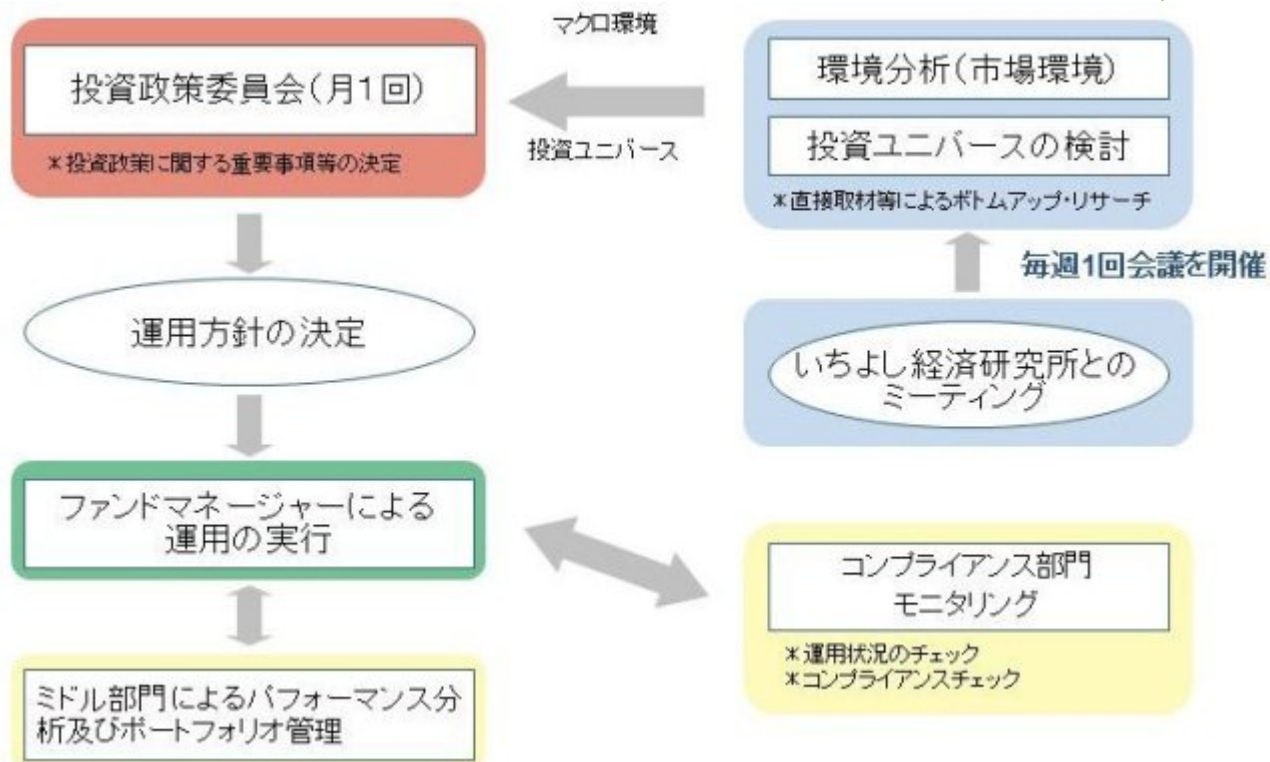 マクロ環境
投資政策委員会(月1回)
*投資政策に関する重要事項等の決定
投資ユニバース
環境分析(市場環境)
投資ユニバースの検討
*直接取材等によるボトムアップ・リサーチ
毎週1回会議を開催
いちよし経済研究所との
ミーティング
運用方針の決定
ファンドマネージャーによる
運用の実行
コンプライアンス部門
モニタリング
*運用状況のチェック
*コンプライアンスチェック
ミドル部門によるパフォーマンス分
析及びポートフォリオ管理